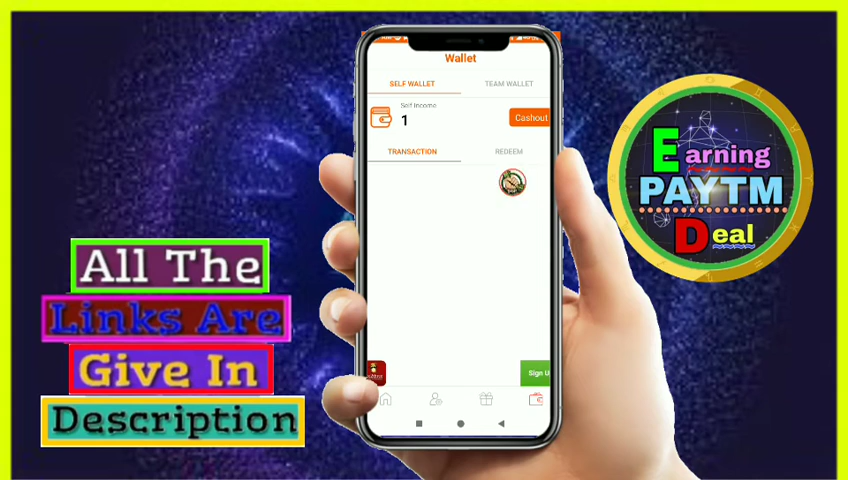 Wallet
SELF WALLET
TEAM WALLET
Self Income
1
Cashout
TRANSACTION
REDEEM
Sign U
Earning
PAYTM
Deal
All The
Links Are
Give In
Description